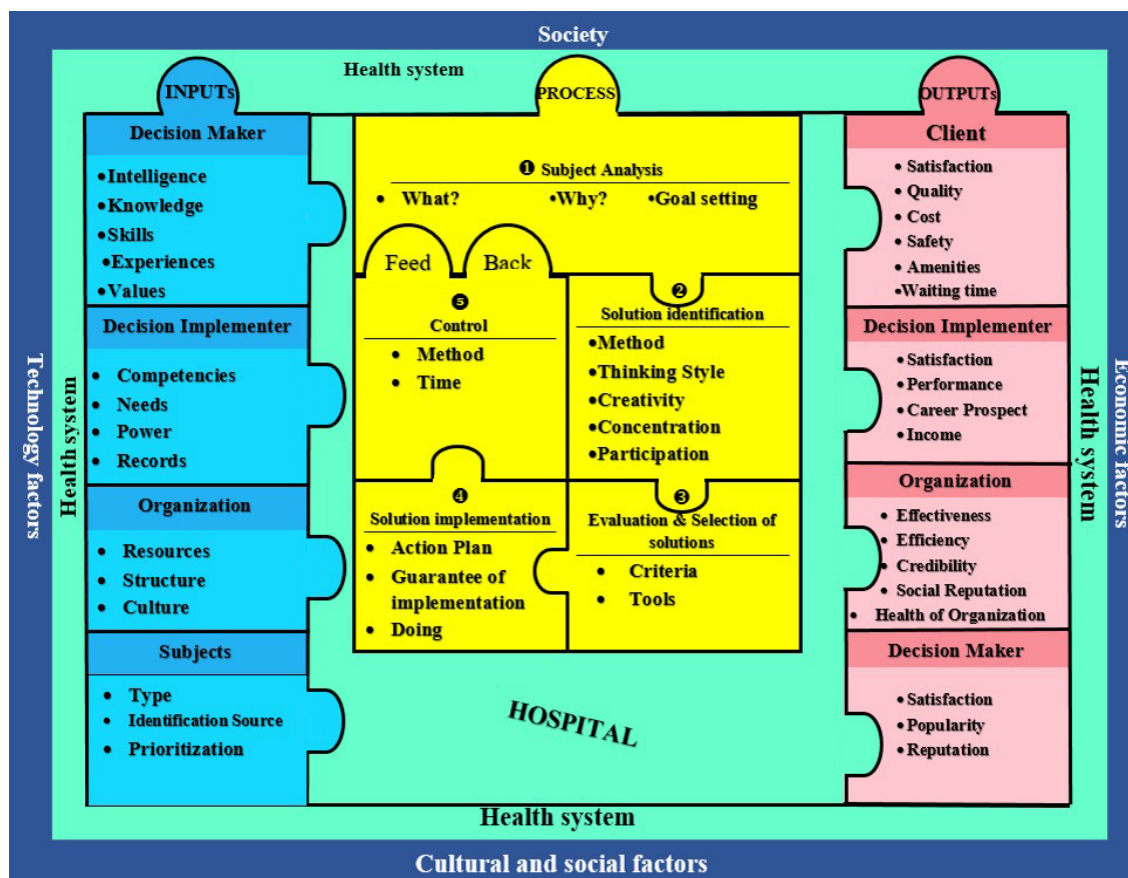 Society
Health system
INPUTs
PROCESS
OUTPUTs
Decision Maker
•Intelligence
•Knowledge
•Skills
•Experiences
•Values
Decision Implementer
• Competencies
• Needs
• Power
• Records
Organization
• Resources
• Structure
• Culture
Subjects
• Type
• Identification Source
• Prioritization
❶ Subject Analysis
• What? •Why? •Goal setting
Feed Back
❷
Solution identification
•Method
•Thinking Style
•Creativity
•Concentration
•Participation
❸
Evaluation & Selection of
solutions
• Criteria
• Tools
❹
Solution implementation
• Action Plan
• Guarantee of
implementation
• Doing
❺
Control
• Method
• Time
HOSPITAL
Client
• Satisfaction
• Quality
• Cost
• Safety
• Amenities
•Waiting time
Decision Implementer
• Satisfaction
• Performance
• Career Prospect
• Income
Organization
• Effectiveness
• Efficiency
• Credibility
• Social Reputation
• Health of Organization
Decision Maker
• Satisfaction
• Popularity
• Reputation
Technology factors
Health system
Health system
Economic factors
Health system
Cultural and social factors